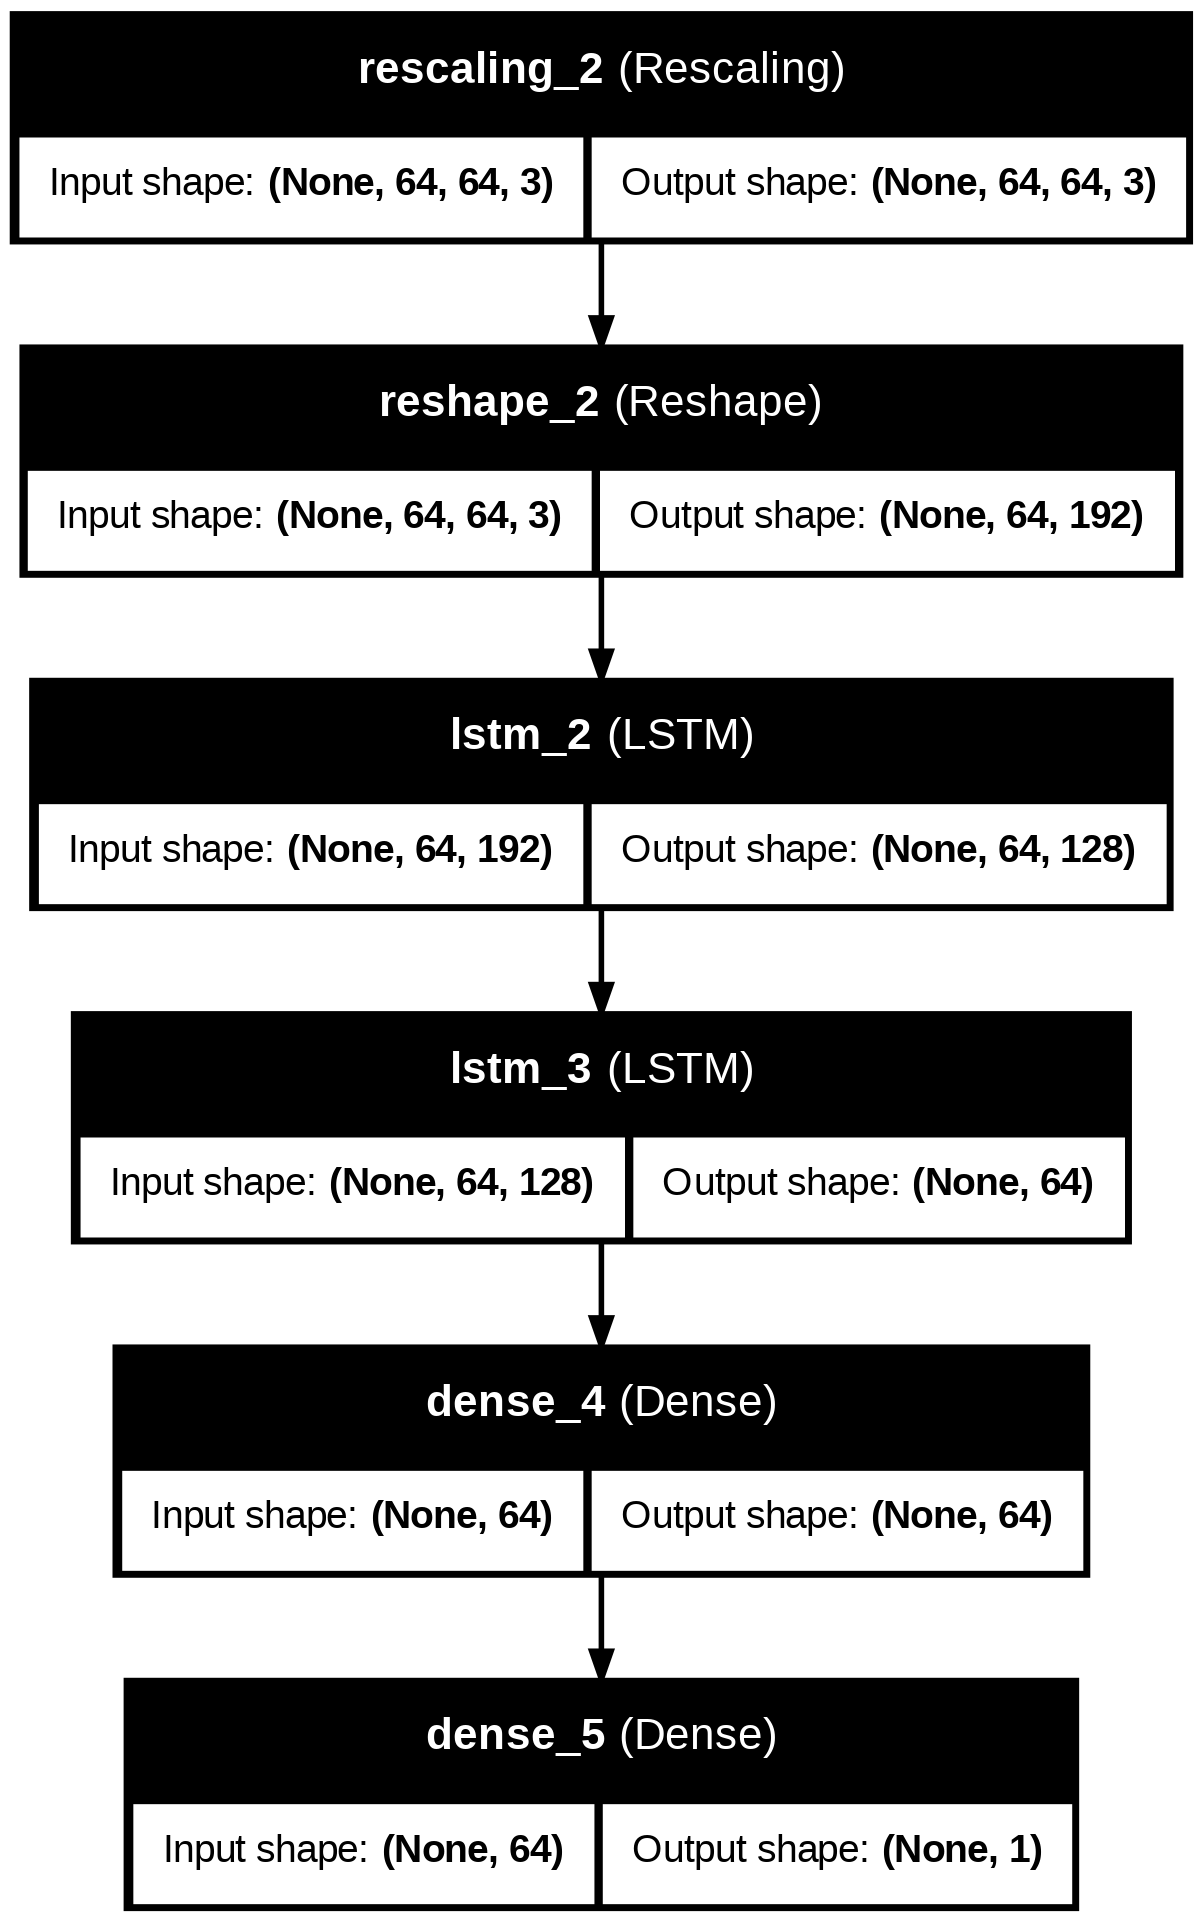 rescaling_2 (Rescaling)
Input shape: (None, 64, 64, 3) Output shape: (None, 64, 64, 3)
reshape_2 (Reshape)
Input shape: (None, 64, 64, 3) Output shape: (None, 64, 192)
lstm_2 (LSTM)
Input shape: (None, 64, 192) Output shape: (None, 64, 128)
lstm_3 (LSTM)
Input shape: (None, 64, 128) Output shape: (None, 64)
dense_4 (Dense)
Input shape: (None, 64) Output shape: (None, 64)
dense_5 (Dense)
Input shape: (None, 64) Output shape: (None, 1)